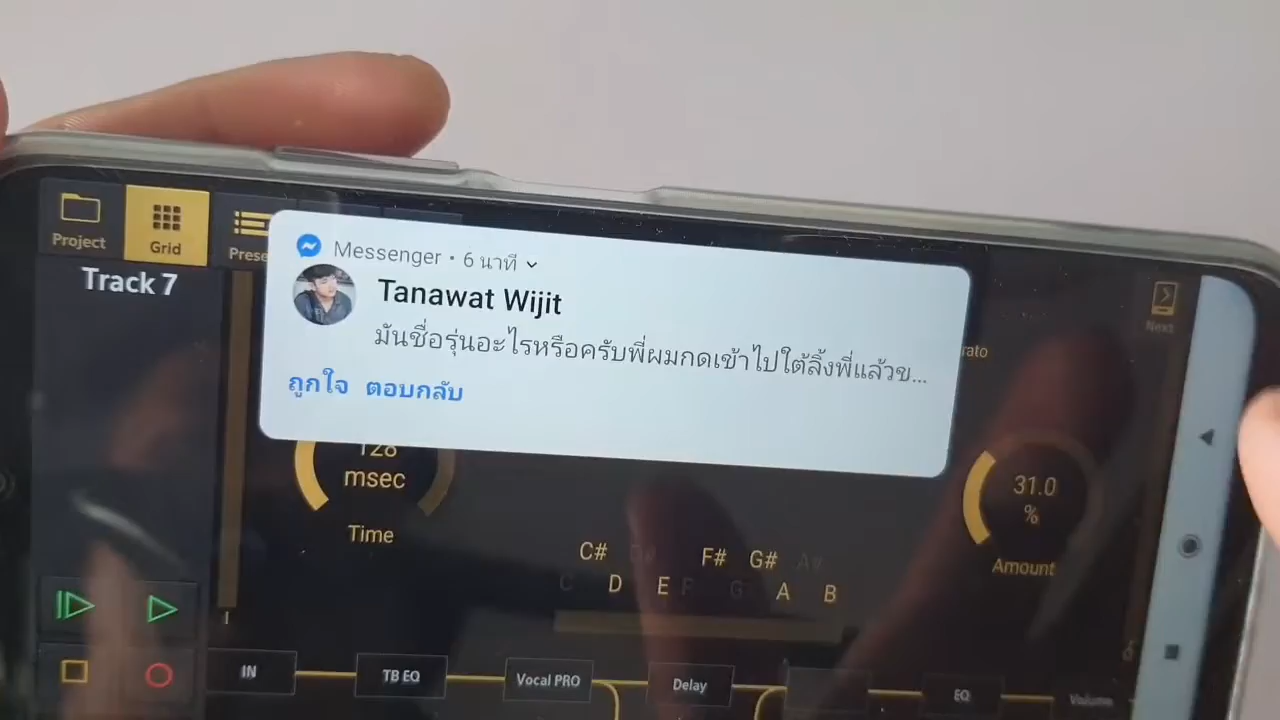 Project
Grid
Prese
Track 7
Messenger • 6 นาที
Tanawat Wijit
มันชื่อรุ่นอะไรหรือครับพี่ผมกดเข้าไปใต้ลิ้งพี่แล้วข...
ถูกใจ ตอบกลับ
Next
rato
128
msec
Time
31.0
%
Amount
C# D# F# G# A#
C D E F G A B
IN
TB EQ
Vocal PRO
Delay
EQ
Volume